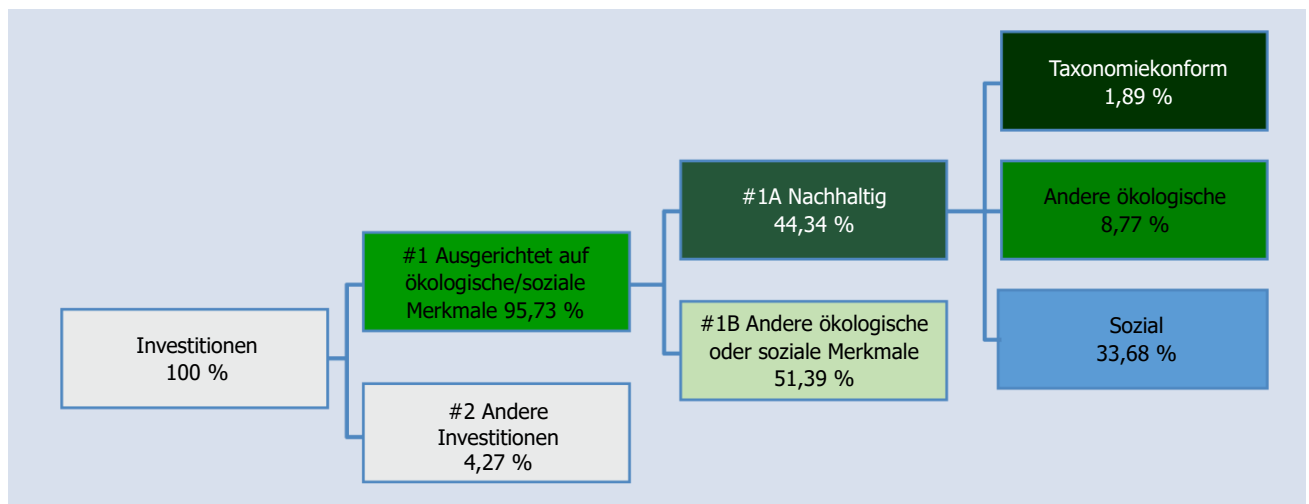 Investitionen
100 %
#1 Ausgerichtet auf
ökologische/soziale
Merkmale 95,73 %
#2 Andere
Investitionen
4,27 %
#1A Nachhaltig
44,34 %
#1B Andere ökologische
oder soziale Merkmale
51,39 %
Taxonomiekonform
1,89 %
Andere ökologische
8,77 %
Sozial
33,68 %